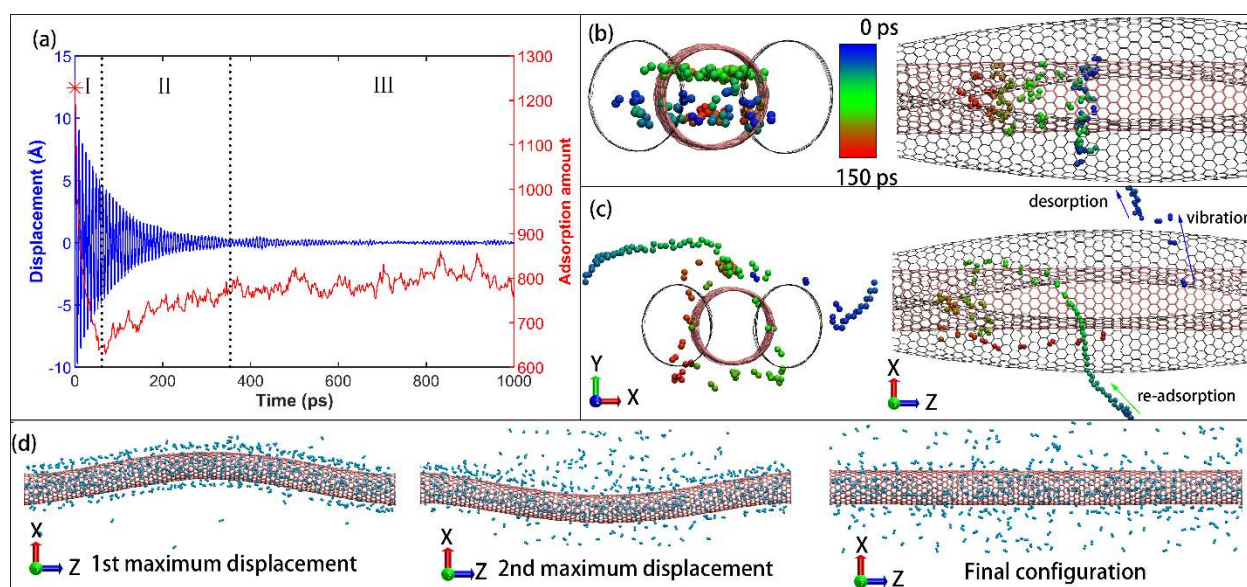 (a)
I II III
Displacement (Å)
15
10
5
0
-5
-10
1300
1200
1100
1000
900
800
700
600
Adsorption amount
0 200 400 600 800 1000
Time (ps)
(b)
0 ps
150 ps
(c)
Y
X
desorption
vibration
X
Z
re-adsorption
(d)
X
Z
1st maximum displacement
X
Z
2nd maximum displacement
X
Z
Final configuration